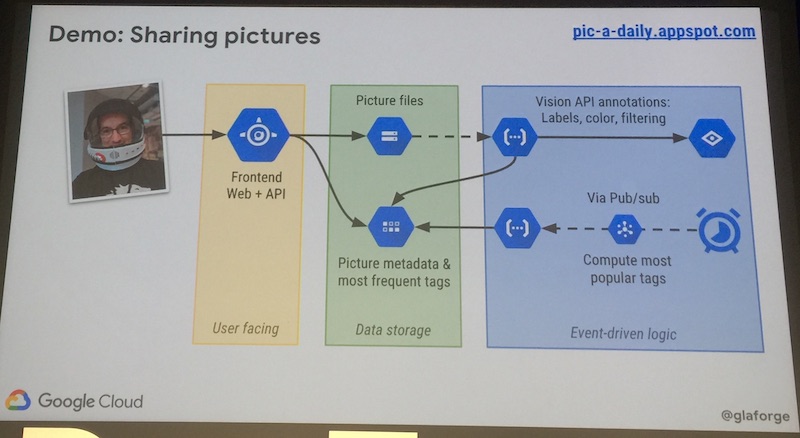 Demo: Sharing pictures
pic-a-daily.appspot.com
Picture files
Vision API annotations:
Labels, color, filtering
Frontend
Web + API
Via Pub/sub
Picture metadata &
most frequent tags
Compute most
popular tags
User facing
Data storage
Event-driven logic
Google Cloud
@glaforge